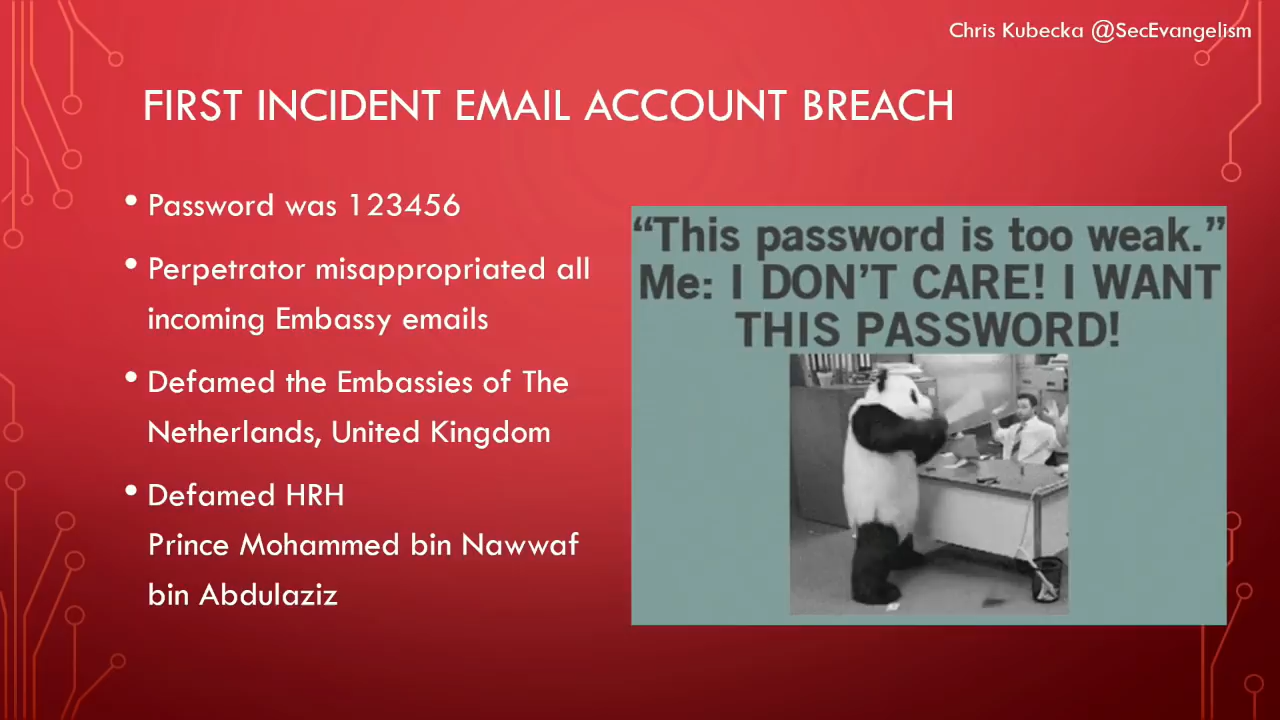 Chris Kubecka @SecEvangelism
FIRST INCIDENT EMAIL ACCOUNT BREACH
• Password was 123456
• Perpetrator misappropriated all
incoming Embassy emails
• Defamed the Embassies of The
Netherlands, United Kingdom
• Defamed HRH
Prince Mohammed bin Nawwaf
bin Abdulaziz
“This password is too weak.”
Me: I DON’T CARE! I WANT
THIS PASSWORD!